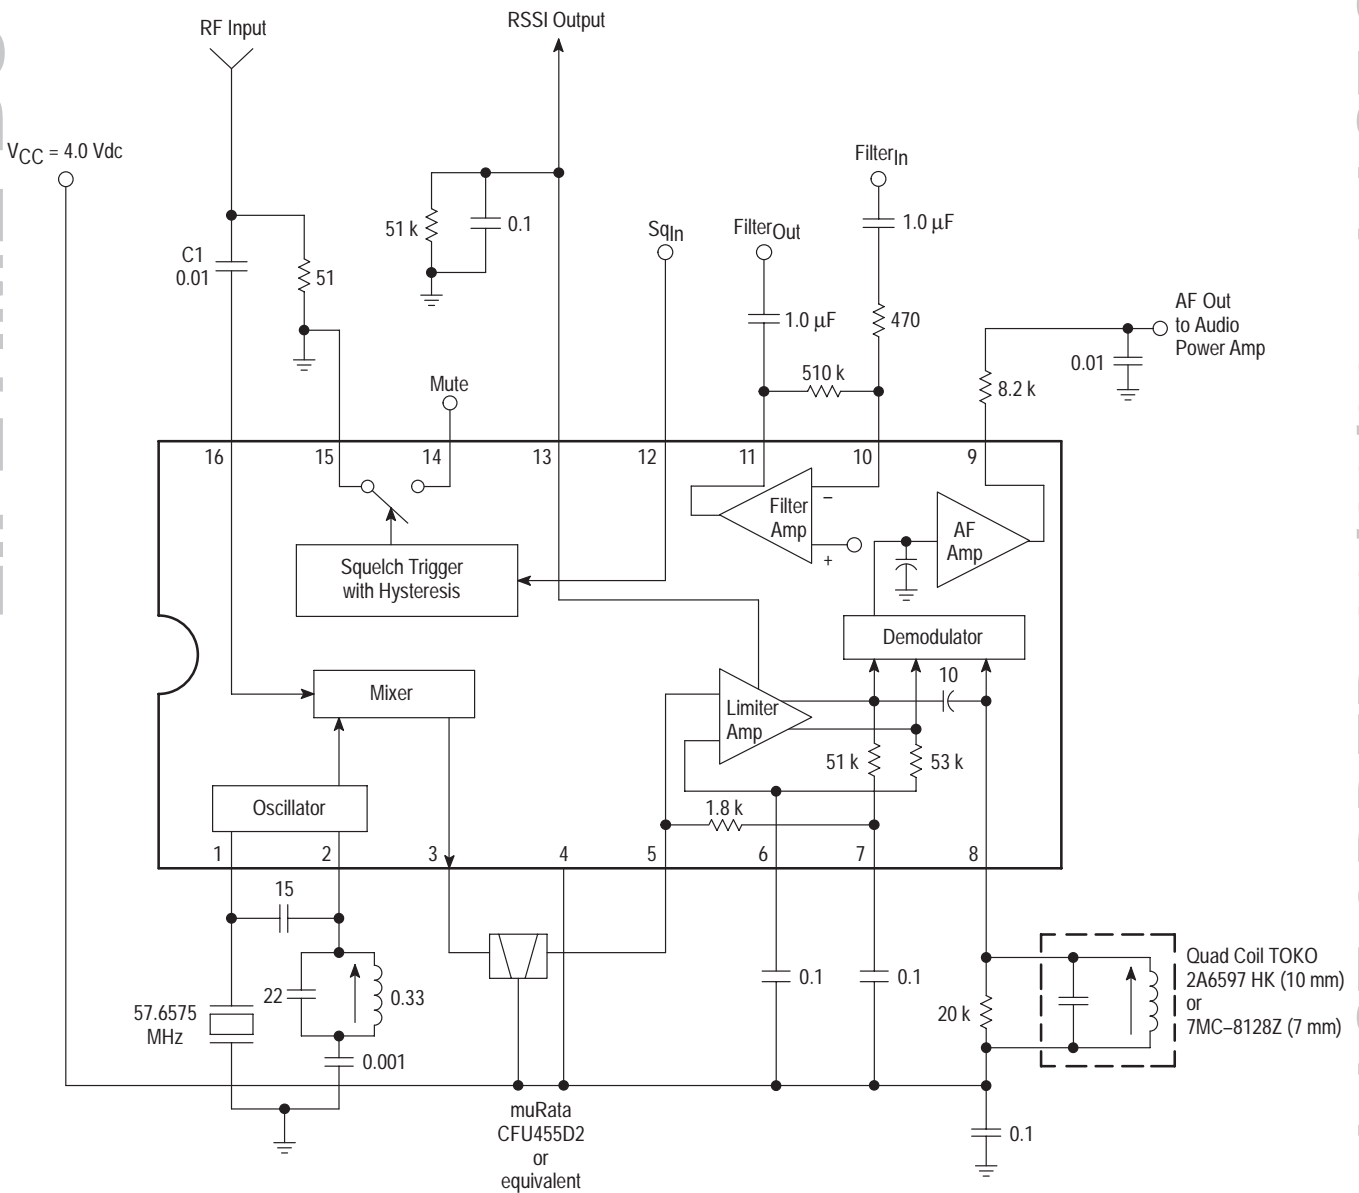 RF Input
RSSI Output
VCC = 4.0 Vdc
FilterIn
51 k
0.1
SqIn
FilterOut
1.0 µF
C1
0.01
51
1.0 µF
470
AF Out
to Audio
Power Amp
0.01
510 k
Mute
8.2 k
16
15
14
13
12
11
10
9
Filter
Amp
–
+
AF
Amp
Squelch Trigger
with Hysteresis
Demodulator
10
Mixer
Limiter
Amp
51 k
53 k
Oscillator
1.8 k
1
2
3
4
5
6
7
8
15
22
0.33
57.6575
MHz
0.001
0.1
0.1
20 k
Quad Coil TOKO
2A6597 HK (10 mm)
or
7MC–8128Z (7 mm)
muRata
CFU455D2
or
equivalent
0.1